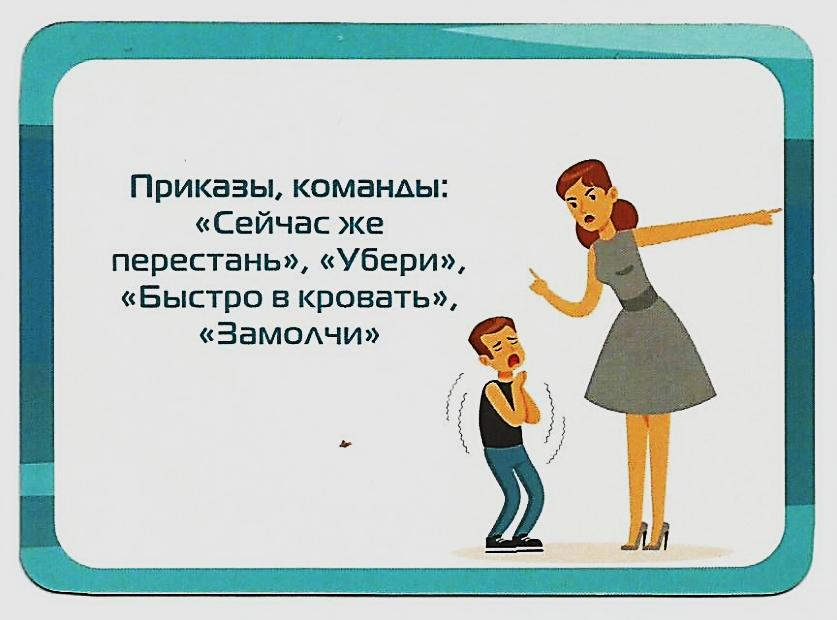 Приказы, команды:
«Сейчас же
перестань», «Убери»,
«Быстро в кровать»,
«Замолчи»